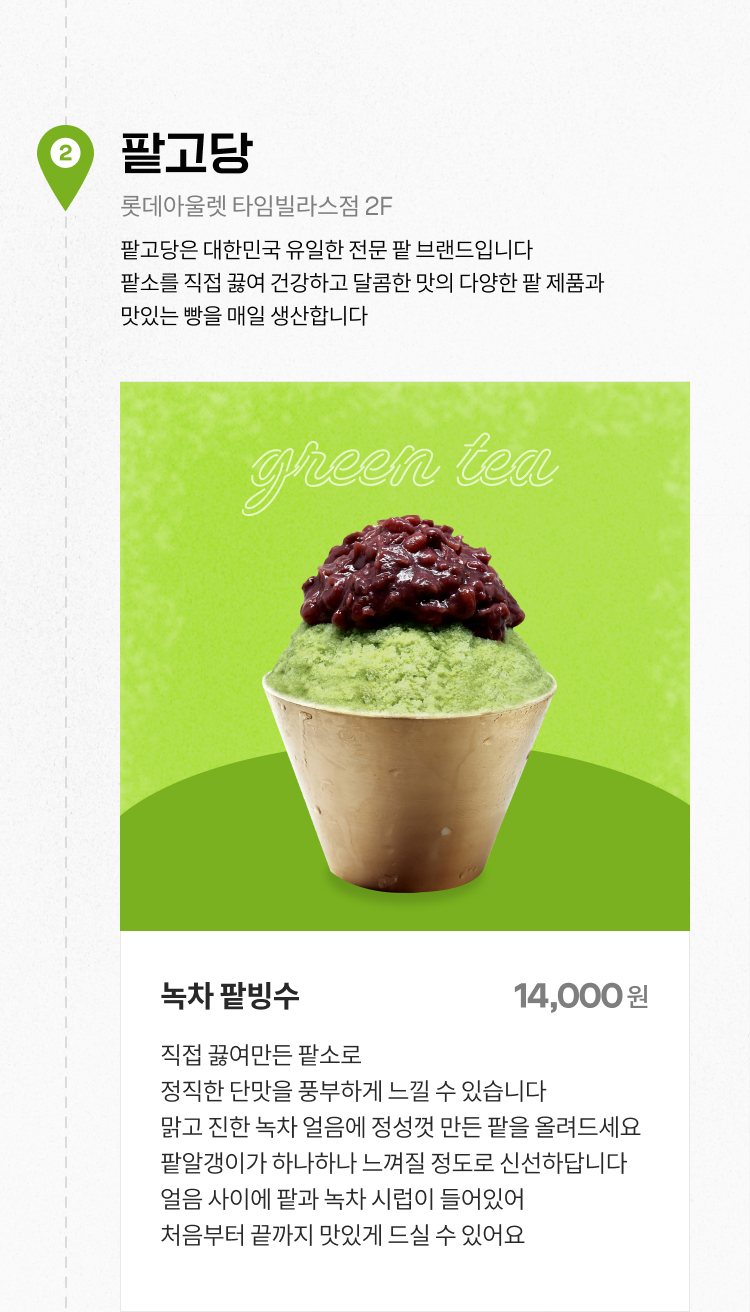 2
팥고당
롯데아울렛 타임빌라스점 2F
팥고당은 대한민국 유일한 전문 팥 브랜드입니다
팥소를 직접 끓여 건강하고 달콤한 맛의 다양한 팥 제품과
맛있는 빵을 매일 생산합니다
green tea
녹차 팥빙수
14,000원
직접 끓여만든 팥소로
정직한 단맛을 풍부하게 느낄 수 있습니다
맑고 진한 녹차 얼음에 정성껏 만든 팥을 올려드세요
팥알갱이가 하나하나 느껴질 정도로 신선하답니다
얼음 사이에 팥과 녹차 시럽이 들어있어
처음부터 끝까지 맛있게 드실 수 있어요